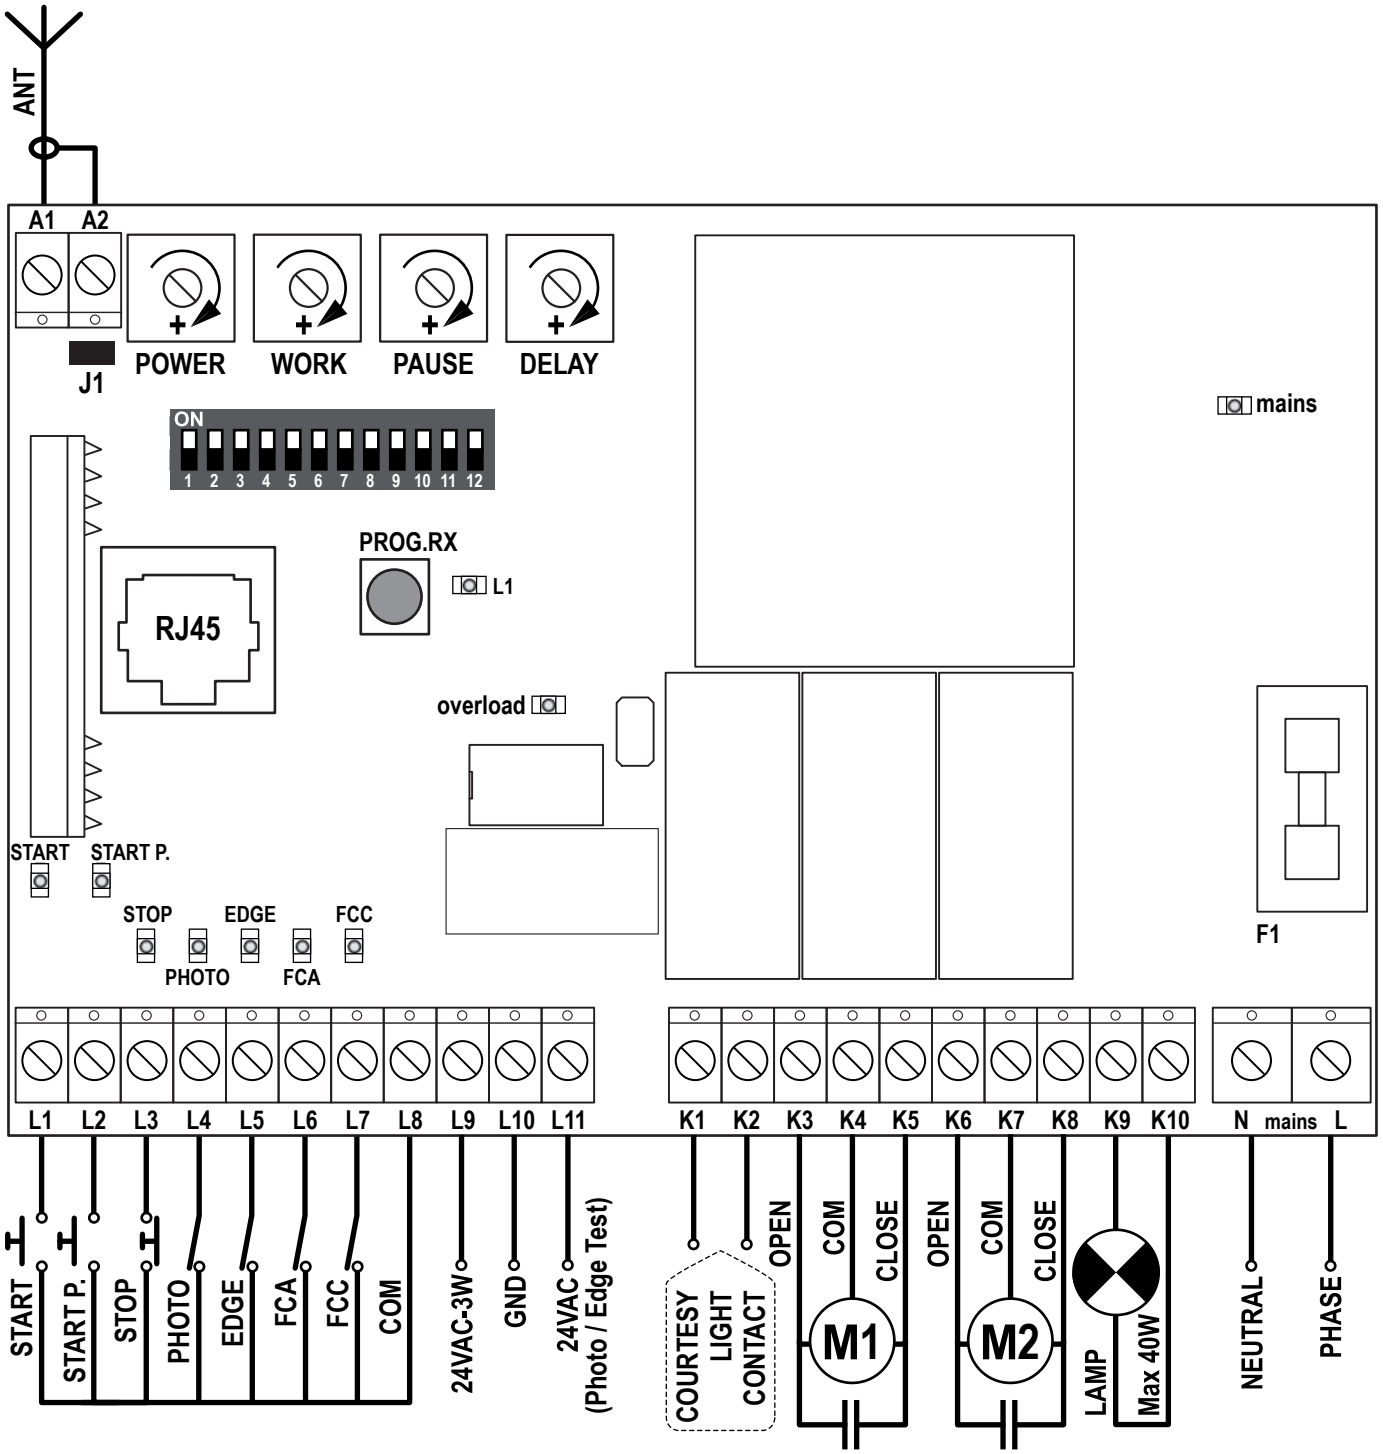 ANT
A1 A2
POWER WORK PAUSE DELAY
J1
mains
ON
1 2 3 4 5 6 7 8 9 10 11 12
PROG.RX
L1
RJ45
overload
START START P.
STOP EDGE FCC
PHOTO FCA
F1
L1 L2 L3 L4 L5 L6 L7 L8 L9 L10 L11 K1 K2 K3 K4 K5 K6 K7 K8 K9 K10 N mains L
START
START P.
STOP
PHOTO
EDGE
FCA
FCC
COM
24VAC-3W
GND
24VAC
(Photo / Edge Test)
COURTESY
LIGHT
CONTACT
OPEN
COM
CLOSE
M1
OPEN
COM
CLOSE
M2
LAMP
Max 40W
NEUTRAL
PHASE